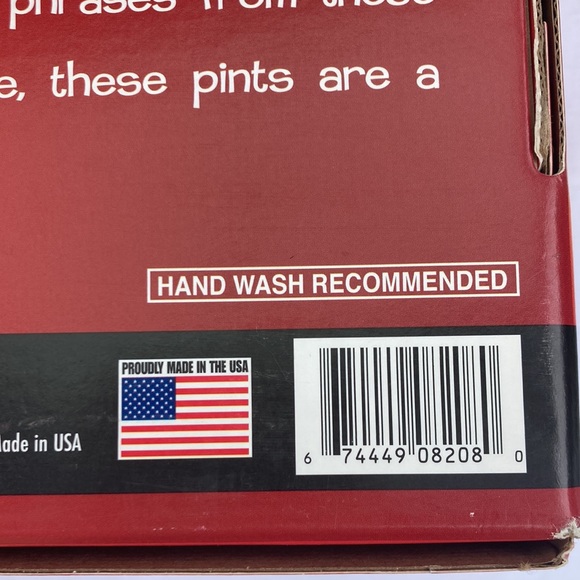 phrases from these
e, these pints are a
HAND WASH RECOMMENDED
PROUDLY MADE IN THE USA
Made in USA
6 74449 08208 0